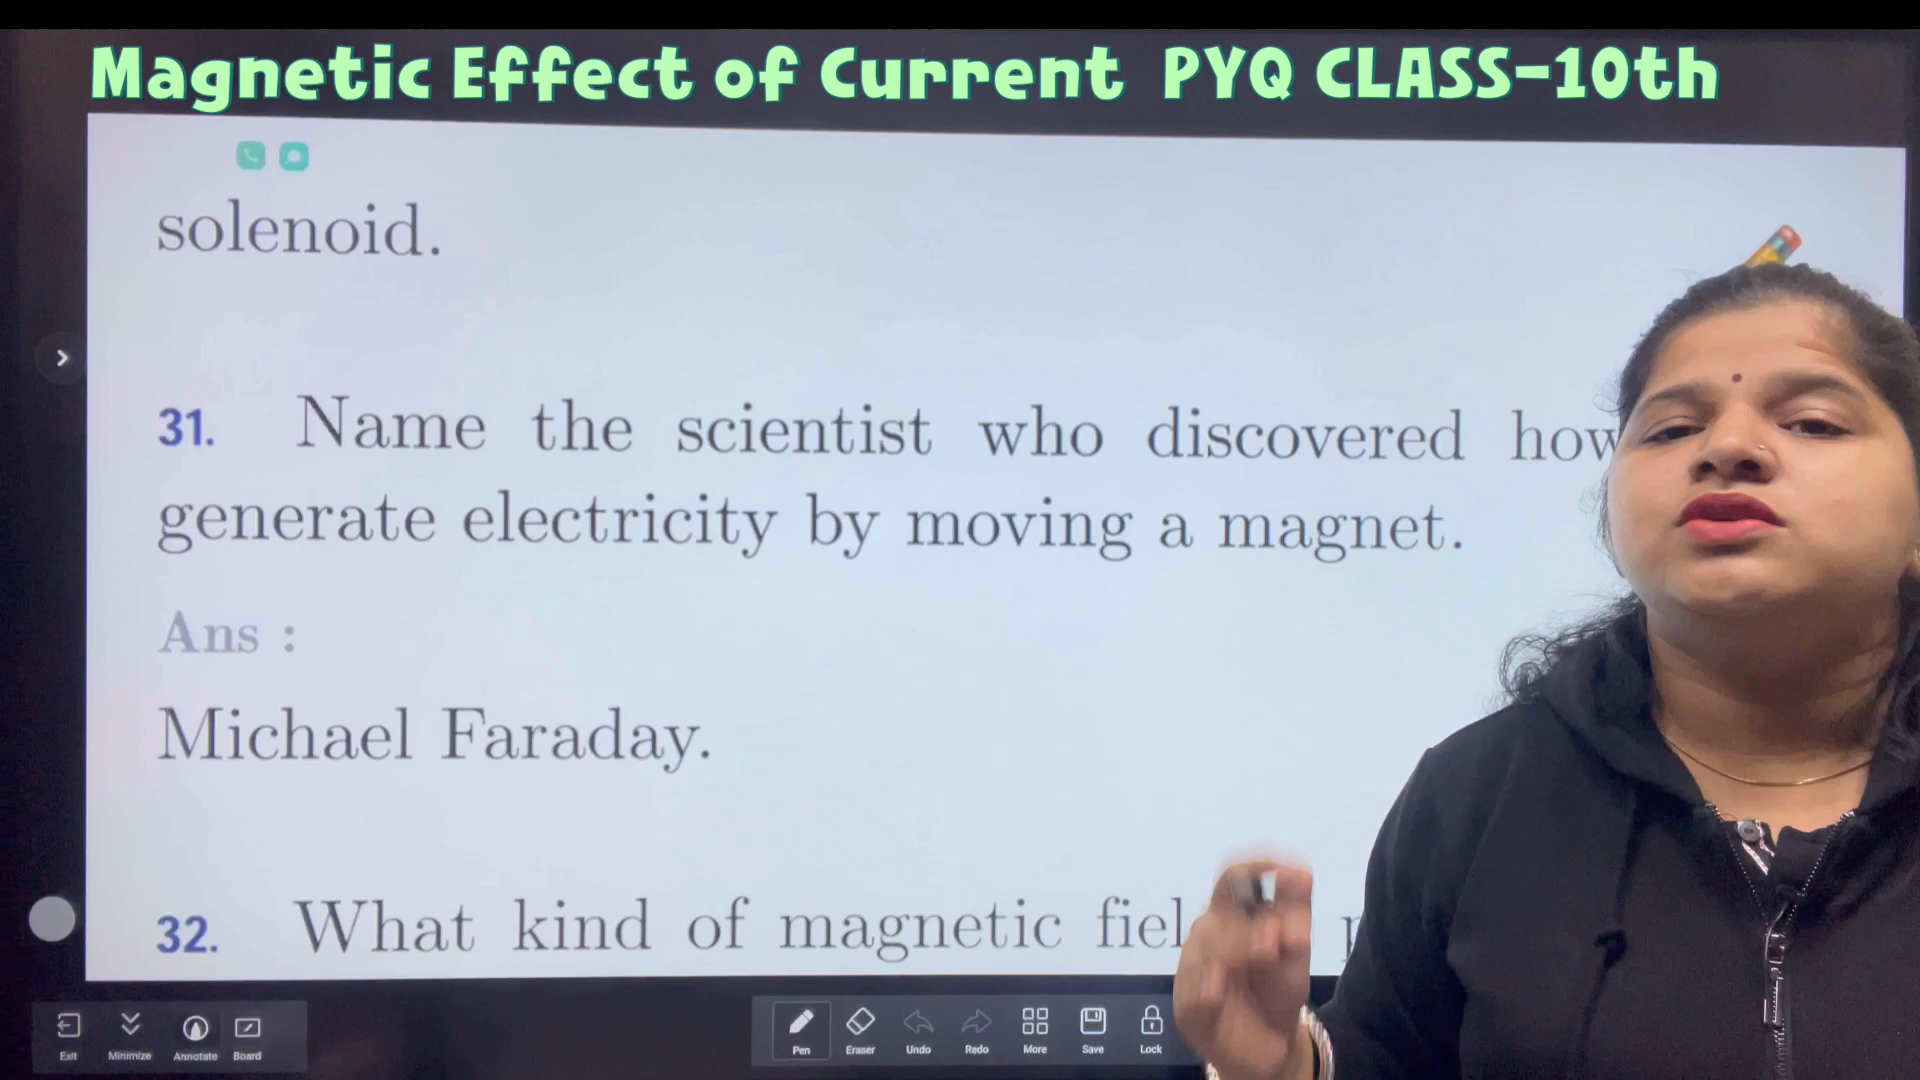 Magnetic Effect of Current PYQ CLASS-10th
solenoid.
31. Name the scientist who discovered how
generate electricity by moving a magnet.
Ans :
Michael Faraday.
32. What kind of magnetic
Exit Minimize Annotate Board
Pen Eraser Undo Redo More Save Lock